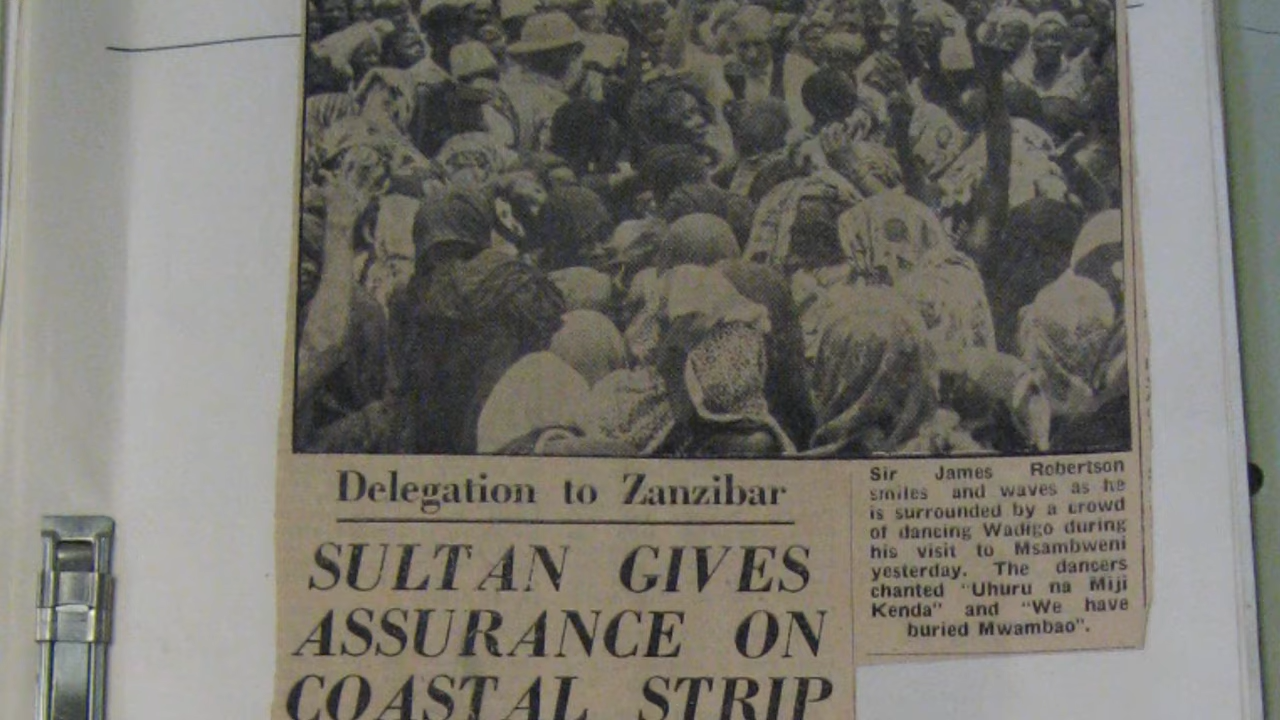 Delegation to Zanzibar
SULTAN GIVES
ASSURANCE ON
COASTAL STRIP
Sir James Robertson
smiles and waves as he
is surrounded by a crowd
of dancing Wadigo during
his visit to Msambweni
yesterday. The dancers
chanted "Uhuru na Miji
Kenda" and "We have
buried Mwambao".